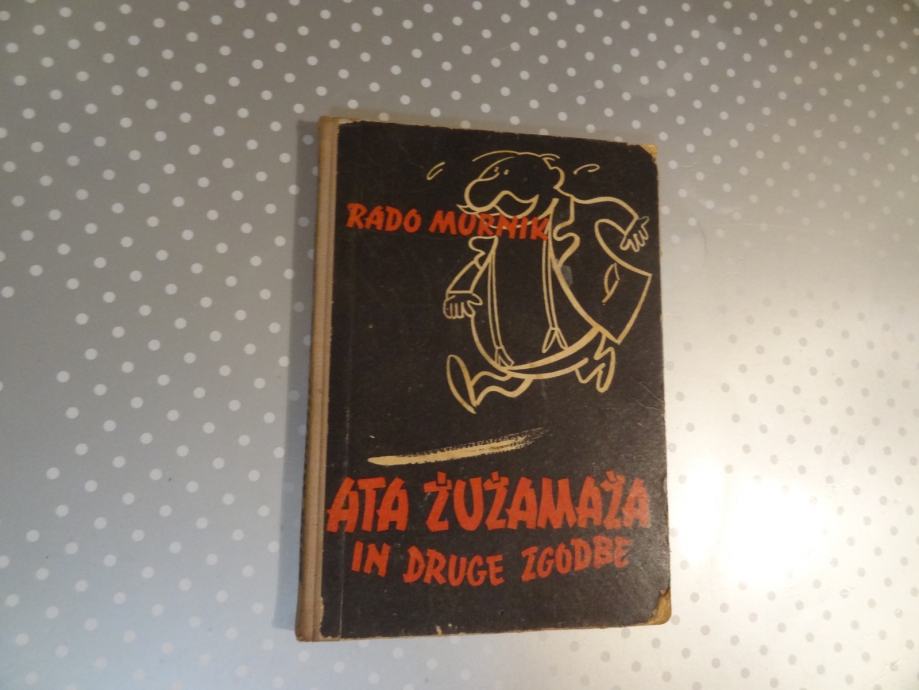 RADO MURNIK
ATA ŽUŽAMAŽA
IN DRUGE ZGODBE